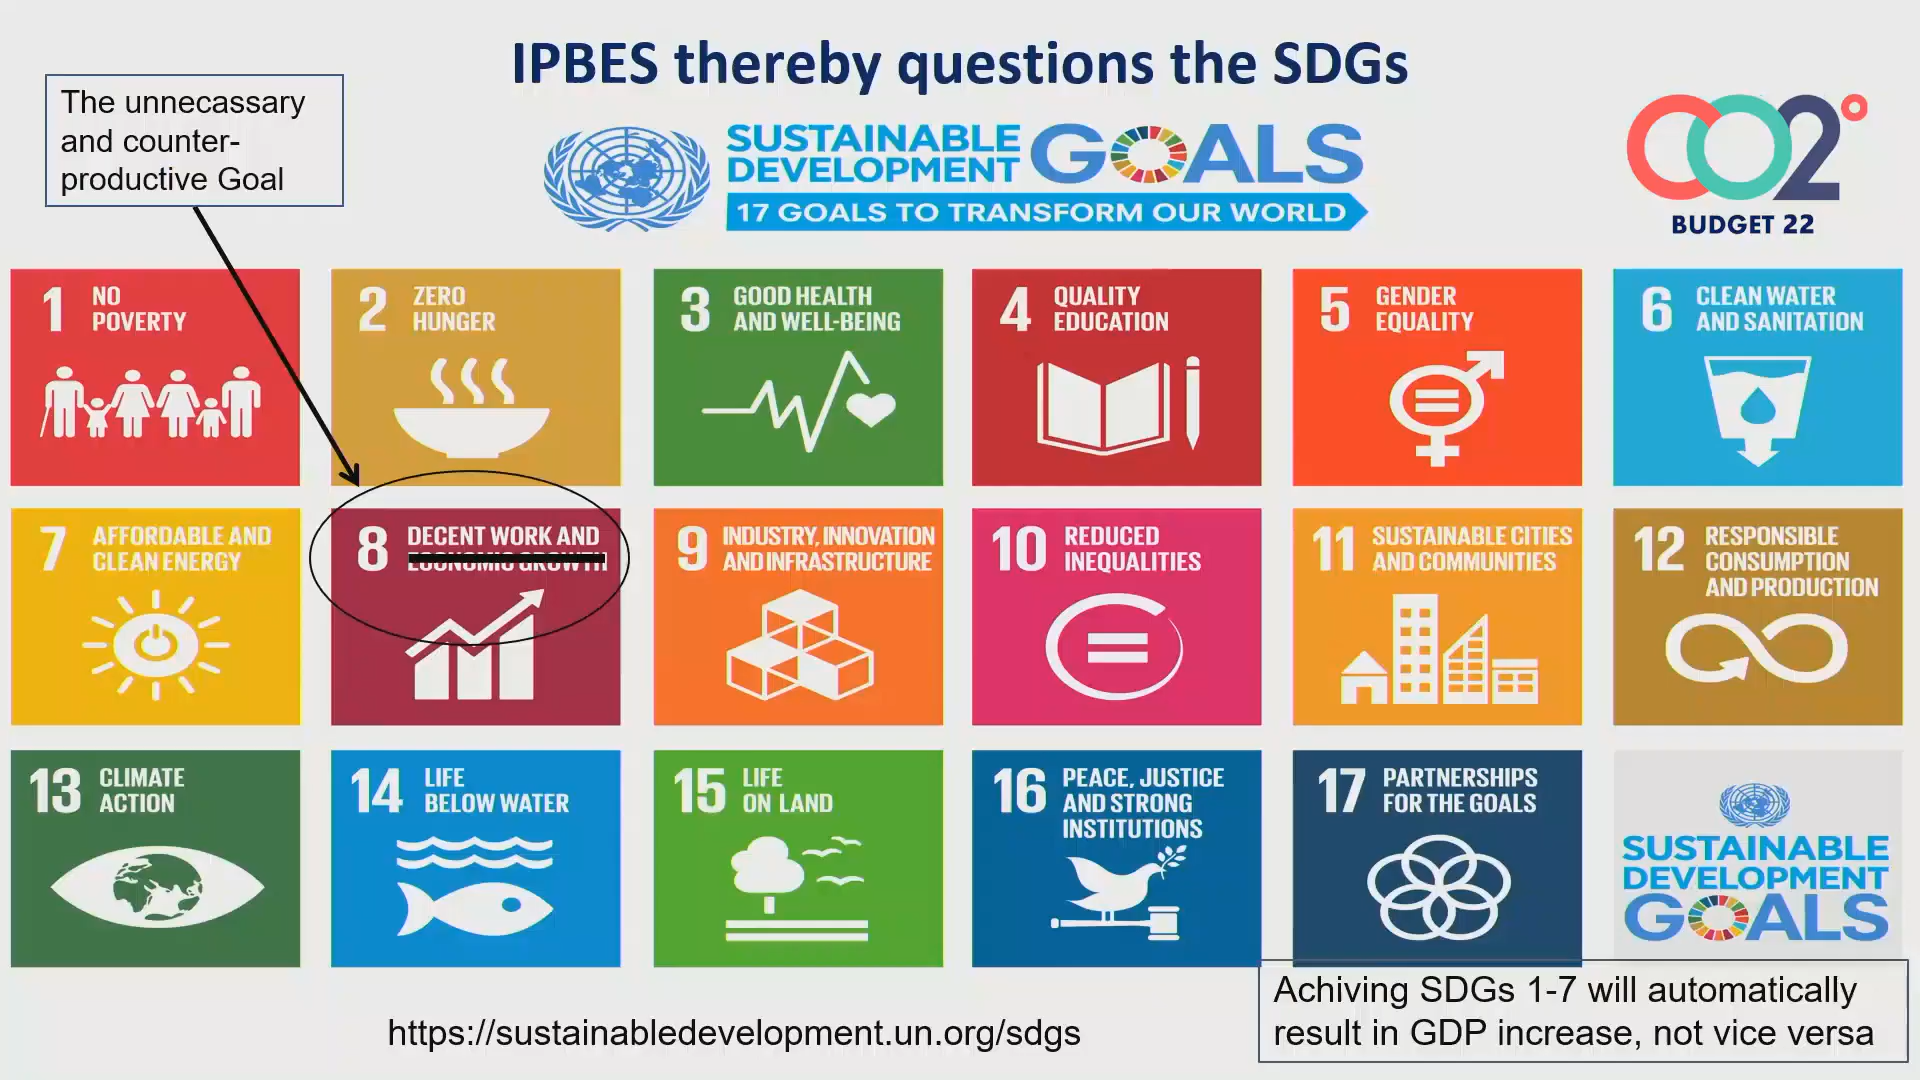 IPBES thereby questions the SDGs
The unnecassary
and counter-
productive Goal
SUSTAINABLE
DEVELOPMENT
GOALS
17 GOALS TO TRANSFORM OUR WORLD
CO2°
BUDGET 22
1 NO
POVERTY
2 ZERO
HUNGER
3 GOOD HEALTH
AND WELL-BEING
4 QUALITY
EDUCATION
5 GENDER
EQUALITY
6 CLEAN WATER
AND SANITATION
7 AFFORDABLE AND
CLEAN ENERGY
8 DECENT WORK AND
ECONOMIC GROWTH
9 INDUSTRY, INNOVATION
AND INFRASTRUCTURE
10 REDUCED
INEQUALITIES
11 SUSTAINABLE CITIES
AND COMMUNITIES
12 RESPONSIBLE
CONSUMPTION
AND PRODUCTION
13 CLIMATE
ACTION
14 LIFE
BELOW WATER
15 LIFE
ON LAND
16 PEACE, JUSTICE
AND STRONG
INSTITUTIONS
17 PARTNERSHIPS
FOR THE GOALS
SUSTAINABLE
DEVELOPMENT
GOALS
Achiving SDGs 1-7 will automatically
result in GDP increase, not vice versa
https://sustainabledevelopment.un.org/sdgs